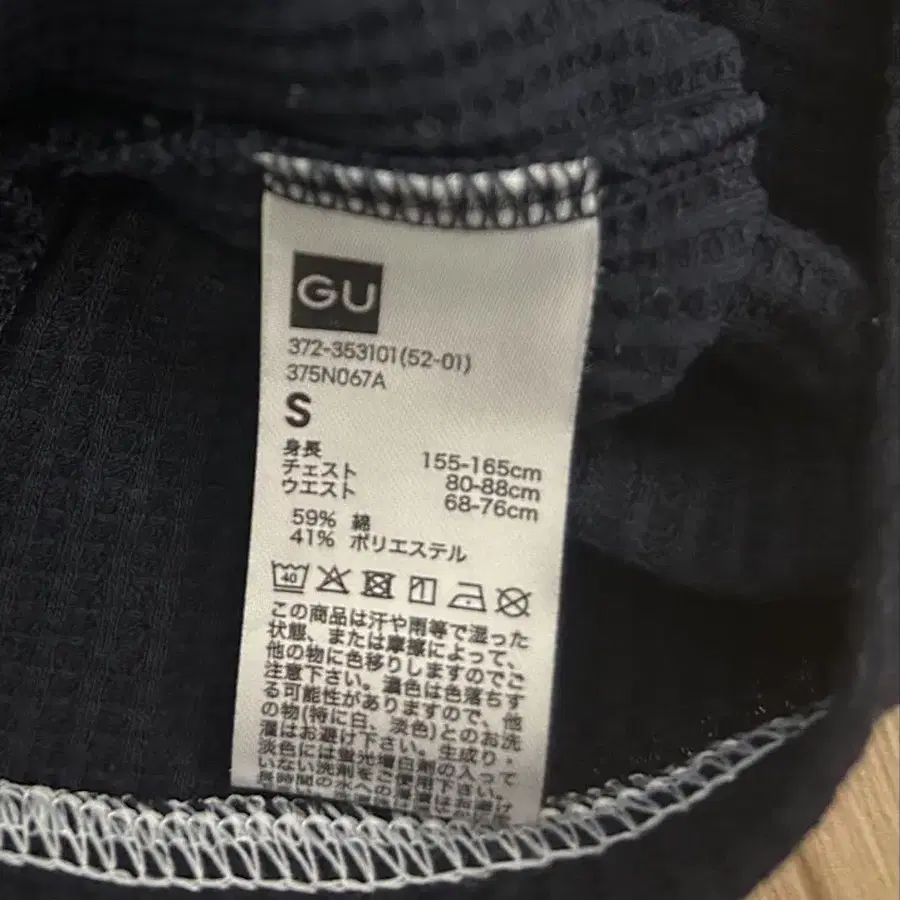 GU
372-353101(52-01)
375N067A
S
身長 155-165cm
チェスト 80-88cm
ウエスト 68-76cm
59% 綿
41% ポリエステル
40
この商品は汗や雨等で湿った
状態、または摩擦によって、
他の物に色移りしますのでご
注意下さい。濃色は色落ちす
る可能性がありますので、他
の物(特に白、淡色)とのお洗
濯はお避け下さい。生成り・
淡色には蛍光増白剤の入って
いない洗剤をご使用下さい。
長時間の水